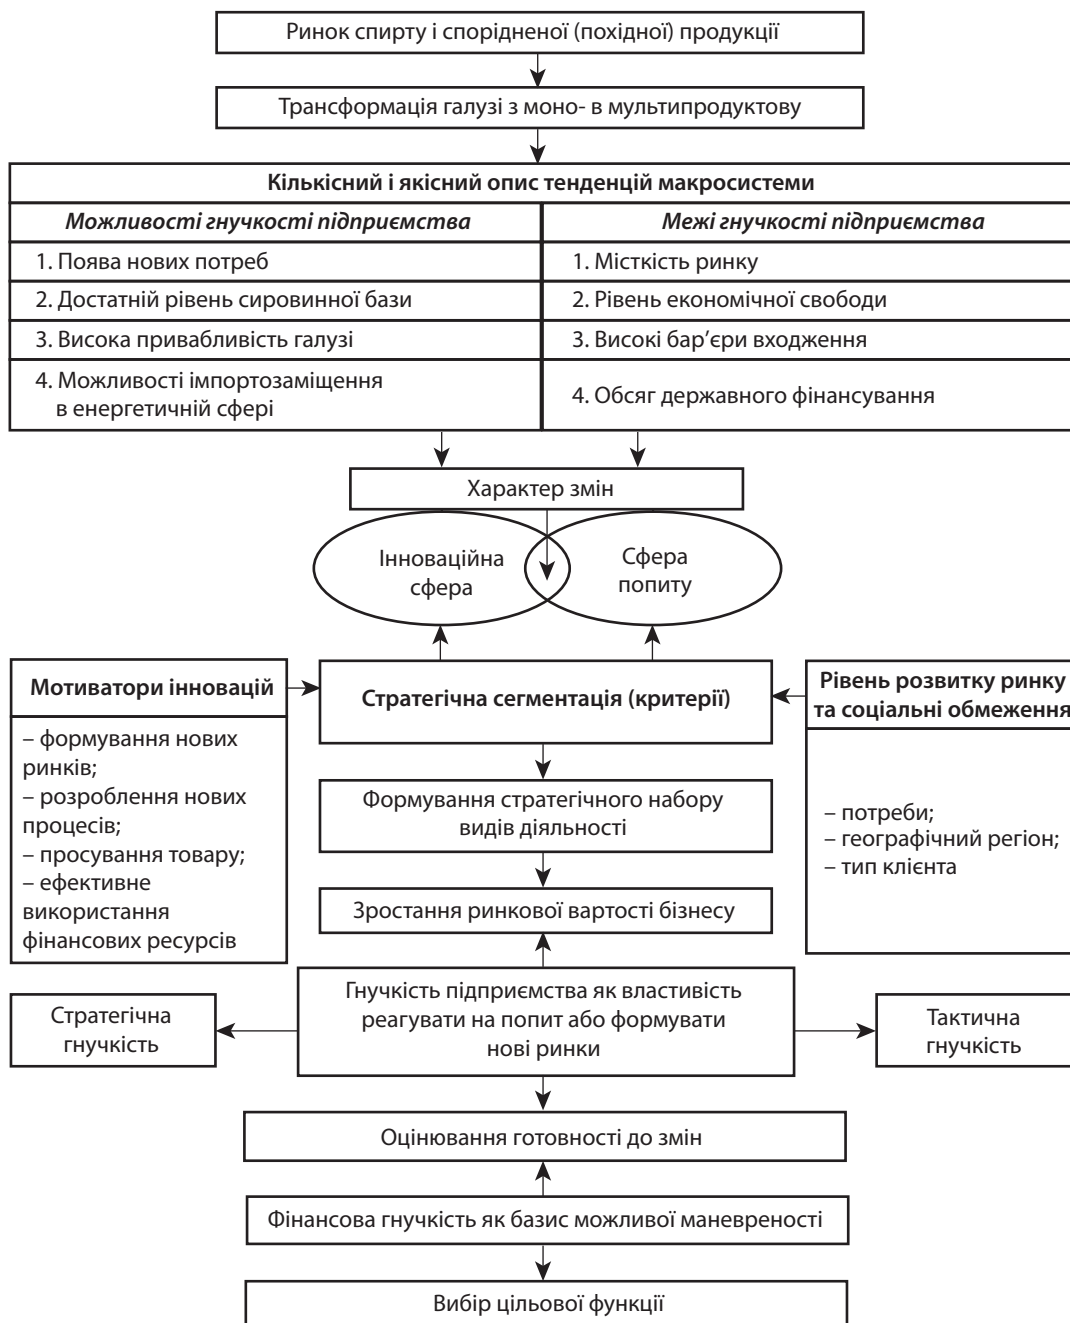 Ринок спирту і спорідненої (похідної) продукції
Трансформація галузі з моно- в мультипродуктову
Кількісний і якісний опис тенденцій макросистеми
Можливості гнучкості підприємства
Межі гнучкості підприємства
1. Поява нових потреб
1. Місткість ринку
2. Достатній рівень сировинної бази
2. Рівень економічної свободи
3. Висока привабливість галузі
3. Високі бар’єри входження
4. Можливості імпортозаміщення
в енергетичній сфері
4. Обсяг державного фінансування
Характер змін
Інноваційна
сфера
Сфера
попиту
Мотиватори інновацій
– формування нових
ринків;
– розроблення нових
процесів;
– просування товару;
– ефективне
використання
фінансових ресурсів
Стратегічна сегментація (критерії)
Рівень розвитку ринку
та соціальні обмеження
– потреби;
– географічний регіон;
– тип клієнта
Формування стратегічного набору
видів діяльності
Зростання ринкової вартості бізнесу
Стратегічна
гнучкість
Гнучкість підприємства як властивість
реагувати на попит або формувати
нові ринки
Тактична
гнучкість
Оцінювання готовності до змін
Фінансова гнучкість як базис можливої маневреності
Вибір цільової функції